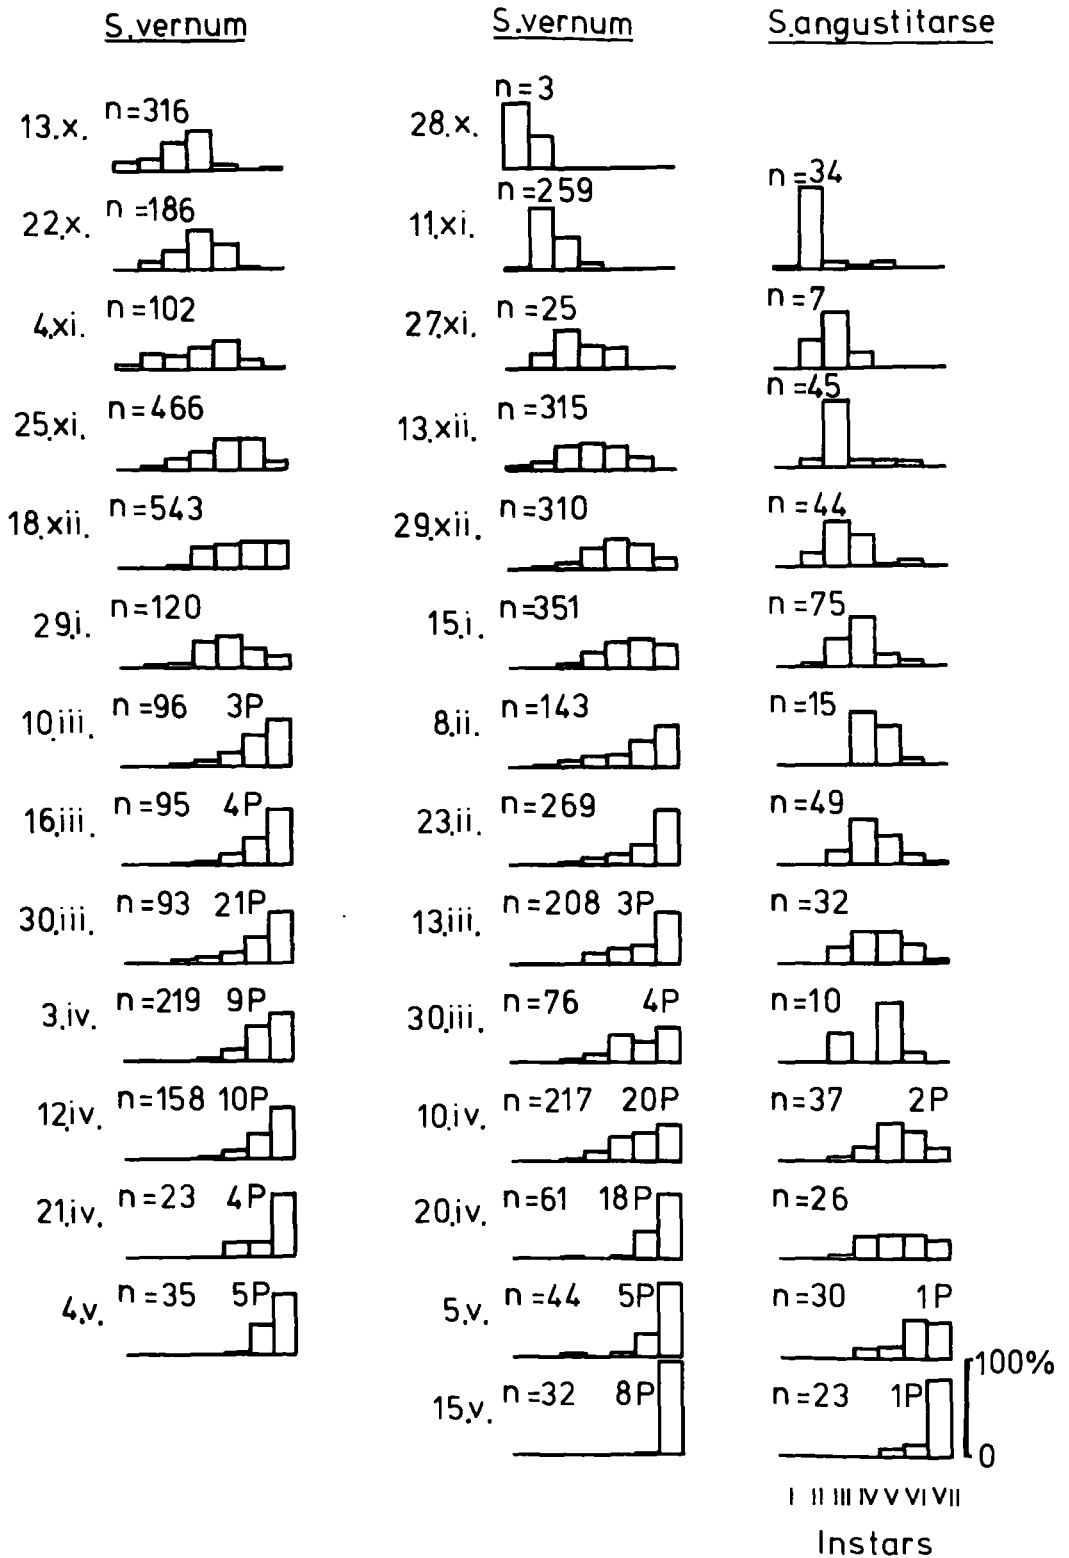 S.vernum S.vernum S.angustitarse
13.x. n=316 28.x. n=3
22.x. n=186 11.xi. n=259 n=34
4.xi. n=102 27.xi. n=25 n=7
25.xi. n=466 13.xii. n=315 n=45
18.xii. n=543 29.xii. n=310 n=44
29.i. n=120 15.i. n=351 n=75
10.iii. n=96 3P 8.ii. n=143 n=15
16.iii. n=95 4P 23.ii. n=269 n=49
30.iii. n=93 21P 13.iii. n=208 3P n=32
3.iv. n=219 9P 30.iii. n=76 4P n=10
12.iv. n=158 10P 10.iv. n=217 20P n=37 2P
21.iv. n=23 4P 20.iv. n=61 18P n=26
4.v. n=35 5P 5.v. n=44 5P n=30 1P
100%
15.v. n=32 8P n=23 1P
0
I II III IV V VI VII
Instars